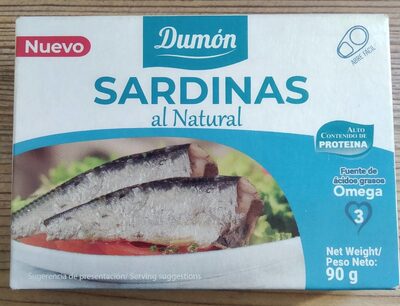 Nuevo
Dumón
ABRE FÁCIL
SARDINAS
al Natural
ALTO
CONTENIDO DE
PROTEINA
Fuente de
ácidos grasos
Omega
3
Net Weight/
Peso Neto:
90 g
Sugerencia de presentación/ Serving suggestions